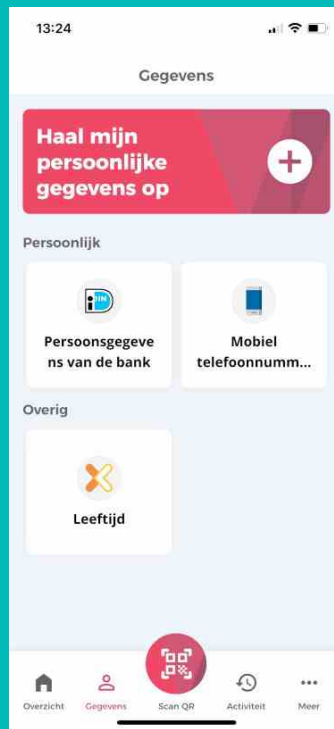 13:24
Gegevens
Haal mijn
persoonlijke
gegevens op
Persoonlijk
iDIN
Persoonsgegeve
ns van de bank
Mobiel
telefoonnumm...
Overig
Leeftijd
Overzicht
Gegevens
Scan QR
Activiteit
Meer